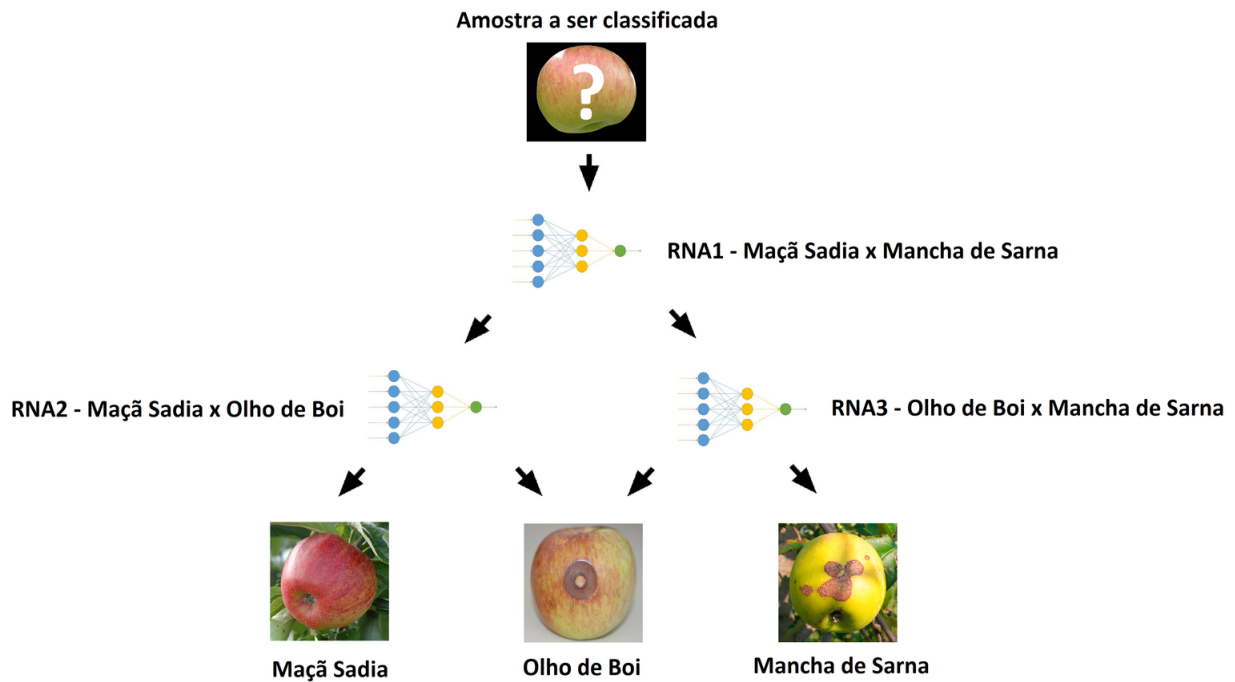 Amostra a ser classificada
?
RNA1 - Maçã Sadia x Mancha de Sarna
RNA2 - Maçã Sadia x Olho de Boi
RNA3 - Olho de Boi x Mancha de Sarna
Maçã Sadia
Olho de Boi
Mancha de Sarna